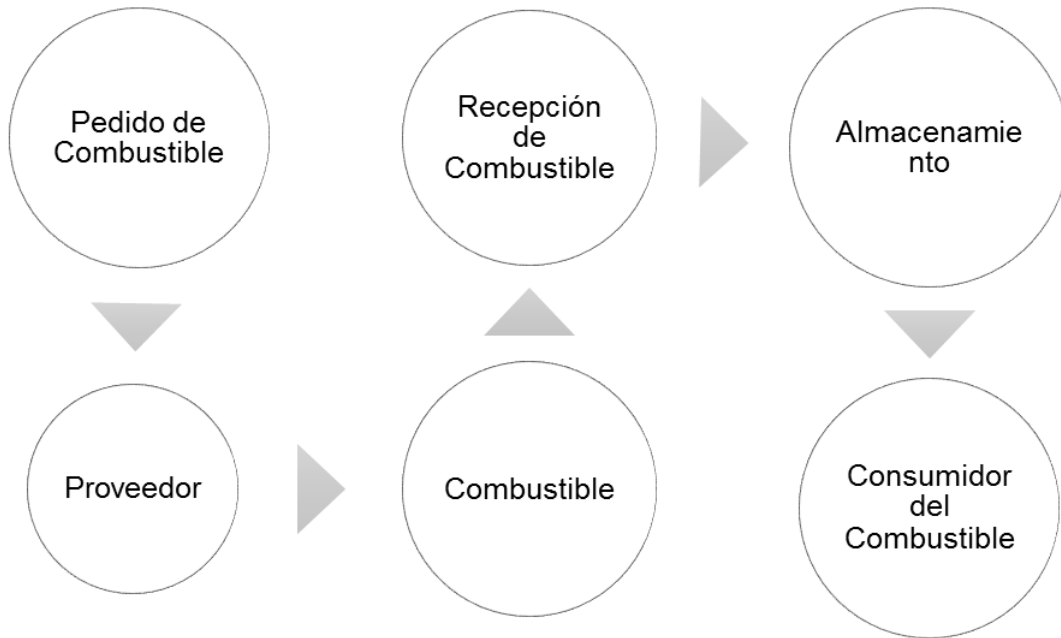 Pedido de
Combustible
Proveedor
Combustible
Recepción
de
Combustible
Almacenamie
nto
Consumidor
del
Combustible